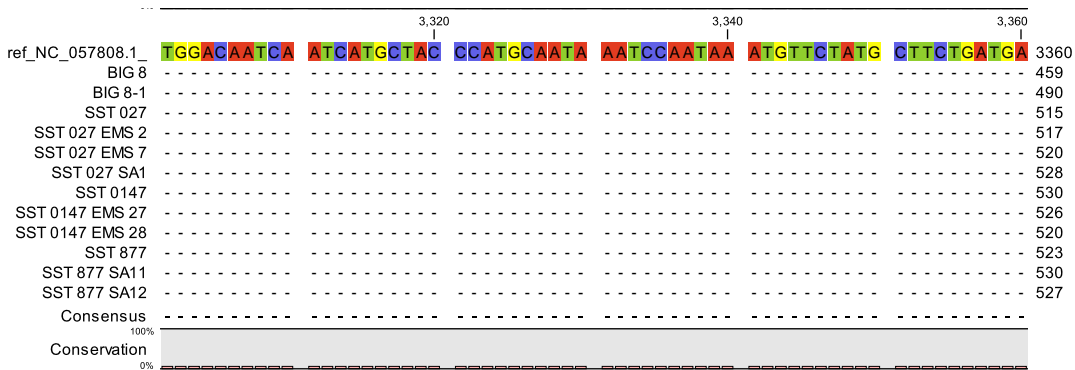 0%
3,320 3,340 3,360
ref_NC_057808.1_ TGGACAATCA ATCATGCTAC CCATGCAATA AATCCAATAA ATGTTCTATG CTTCTGATGA 3360
BIG 8 ---------- ---------- ---------- ---------- ---------- ---------- 459
BIG 8-1 ---------- ---------- ---------- ---------- ---------- ---------- 490
SST 027 ---------- ---------- ---------- ---------- ---------- ---------- 515
SST 027 EMS 2 ---------- ---------- ---------- ---------- ---------- ---------- 517
SST 027 EMS 7 ---------- ---------- ---------- ---------- ---------- ---------- 520
SST 027 SA1 ---------- ---------- ---------- ---------- ---------- ---------- 528
SST 0147 ---------- ---------- ---------- ---------- ---------- ---------- 530
SST 0147 EMS 27 ---------- ---------- ---------- ---------- ---------- ---------- 526
SST 0147 EMS 28 ---------- ---------- ---------- ---------- ---------- ---------- 520
SST 877 ---------- ---------- ---------- ---------- ---------- ---------- 523
SST 877 SA11 ---------- ---------- ---------- ---------- ---------- ---------- 530
SST 877 SA12 ---------- ---------- ---------- ---------- ---------- ---------- 527
Consensus ---------- ---------- ---------- ---------- ---------- ----------
100%
Conservation
0%